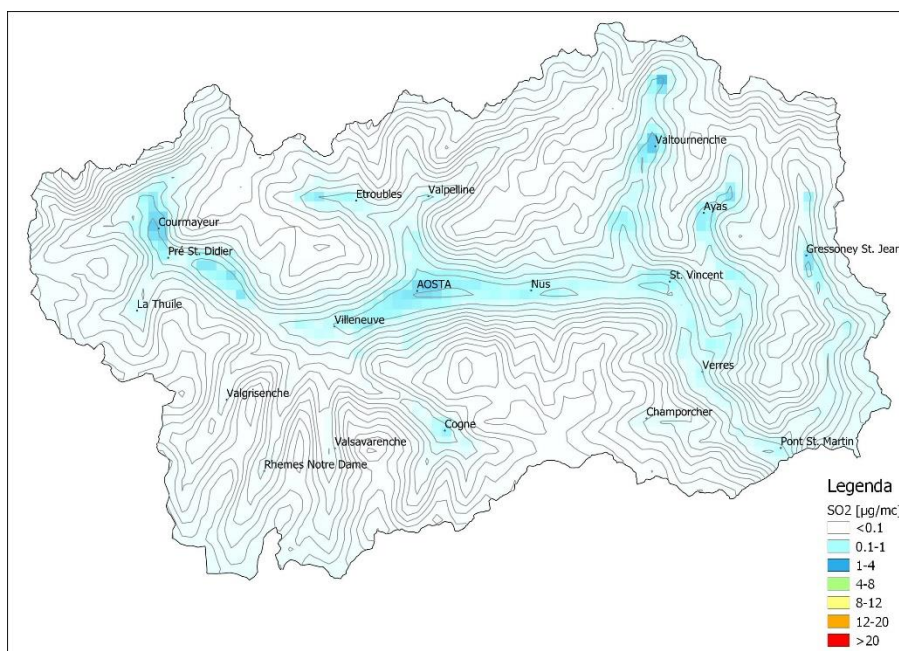 Valtournenche
Etroubles
Valpelline
Ayas
Courmayeur
Pré St. Didier
Gressoney St. Jean
St. Vincent
AOSTA
Nus
La Thuile
Villeneuve
Verres
Valgrisenche
Champorcher
Cogne
Valsavarenche
Pont St. Martin
Rhemes Notre Dame
Legenda
SO2 [µg/mc]
<0.1
0.1-1
1-4
4-8
8-12
12-20
>20